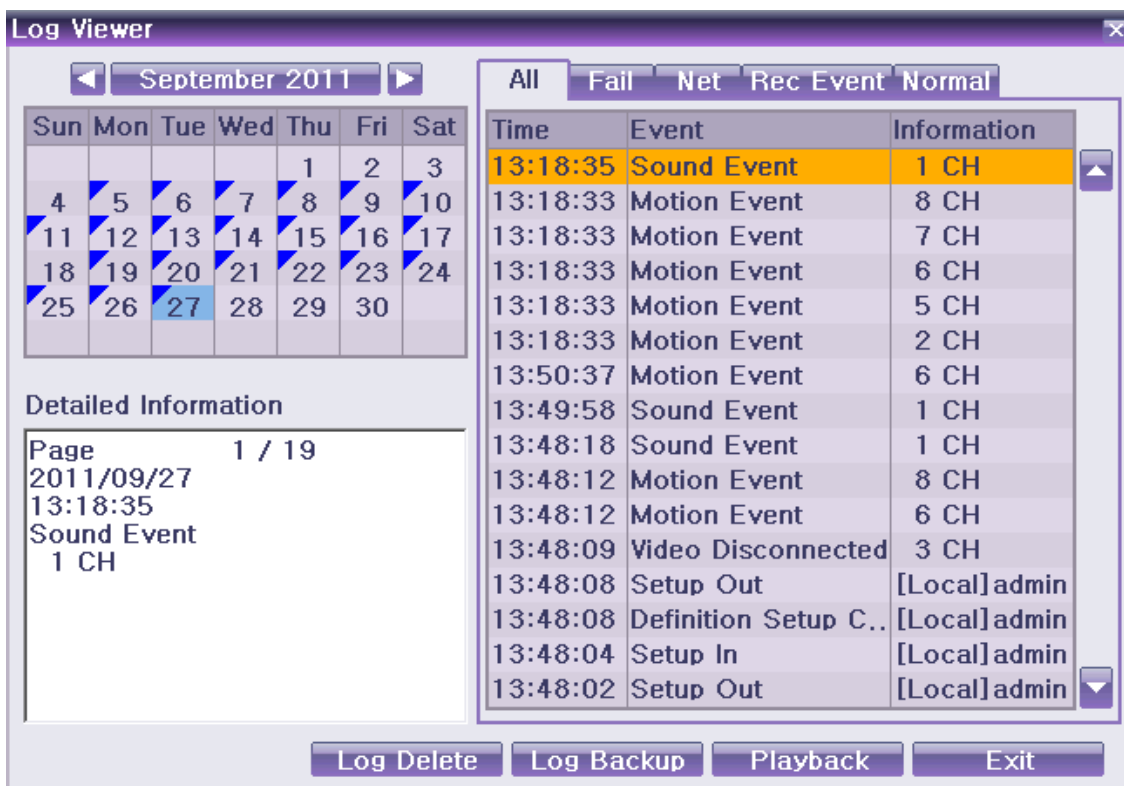 Log Viewer
September 2011
Sun Mon Tue Wed Thu Fri Sat
1 2 3
4 5 6 7 8 9 10
11 12 13 14 15 16 17
18 19 20 21 22 23 24
25 26 27 28 29 30
Detailed Information
Page 1 / 19
2011/09/27
13:18:35
Sound Event
1 CH
All Fail Net Rec Event Normal
Time Event Information
13:18:35 Sound Event 1 CH
13:18:33 Motion Event 8 CH
13:18:33 Motion Event 7 CH
13:18:33 Motion Event 6 CH
13:18:33 Motion Event 5 CH
13:18:33 Motion Event 2 CH
13:50:37 Motion Event 6 CH
13:49:58 Sound Event 1 CH
13:48:18 Sound Event 1 CH
13:48:12 Motion Event 8 CH
13:48:12 Motion Event 6 CH
13:48:09 Video Disconnected 3 CH
13:48:08 Setup Out [Local]admin
13:48:08 Definition Setup C.. [Local]admin
13:48:04 Setup In [Local]admin
13:48:02 Setup Out [Local]admin
Log Delete Log Backup Playback Exit